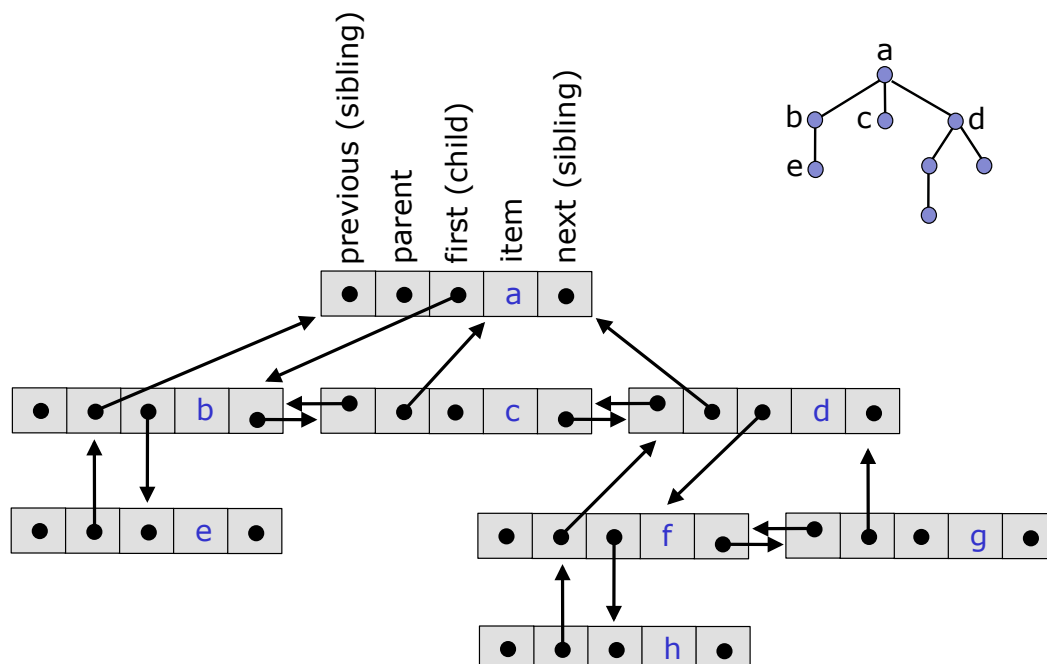 previous (sibling)
parent
first (child)
item
next (sibling)
a
b
c
d
e
a
b
c
d
e
f
g
h